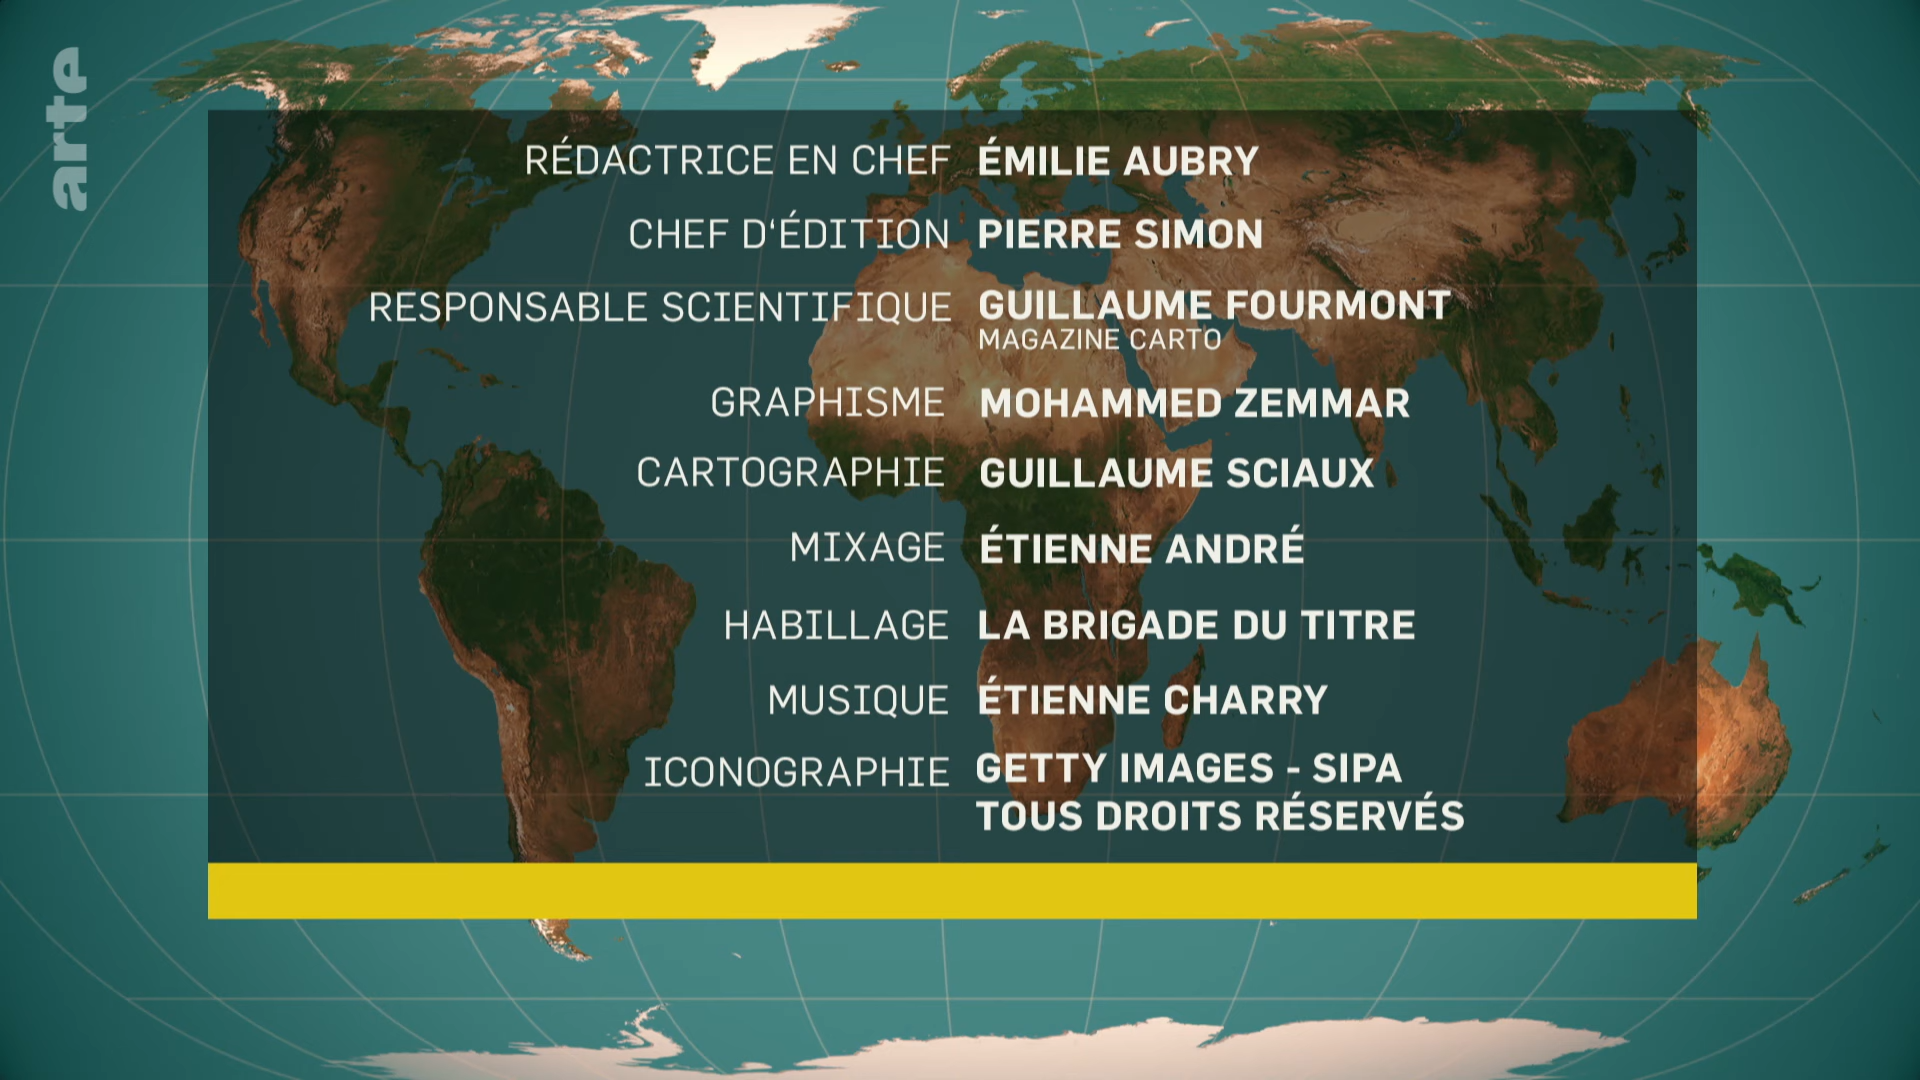 arte
RÉDACTRICE EN CHEF ÉMILIE AUBRY
CHEF D‘ÉDITION PIERRE SIMON
RESPONSABLE SCIENTIFIQUE GUILLAUME FOURMONT
MAGAZINE CARTO
GRAPHISME MOHAMMED ZEMMAR
CARTOGRAPHIE GUILLAUME SCIAUX
MIXAGE ÉTIENNE ANDRÉ
HABILLAGE LA BRIGADE DU TITRE
MUSIQUE ÉTIENNE CHARRY
ICONOGRAPHIE GETTY IMAGES - SIPA
TOUS DROITS RÉSERVÉS